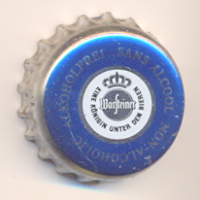 ALKOHOLFREI . SANS ALCOOL . NON-ALCOHOLIC
EINE KÖNIGIN UNTER DEN BIEREN
Warsteiner